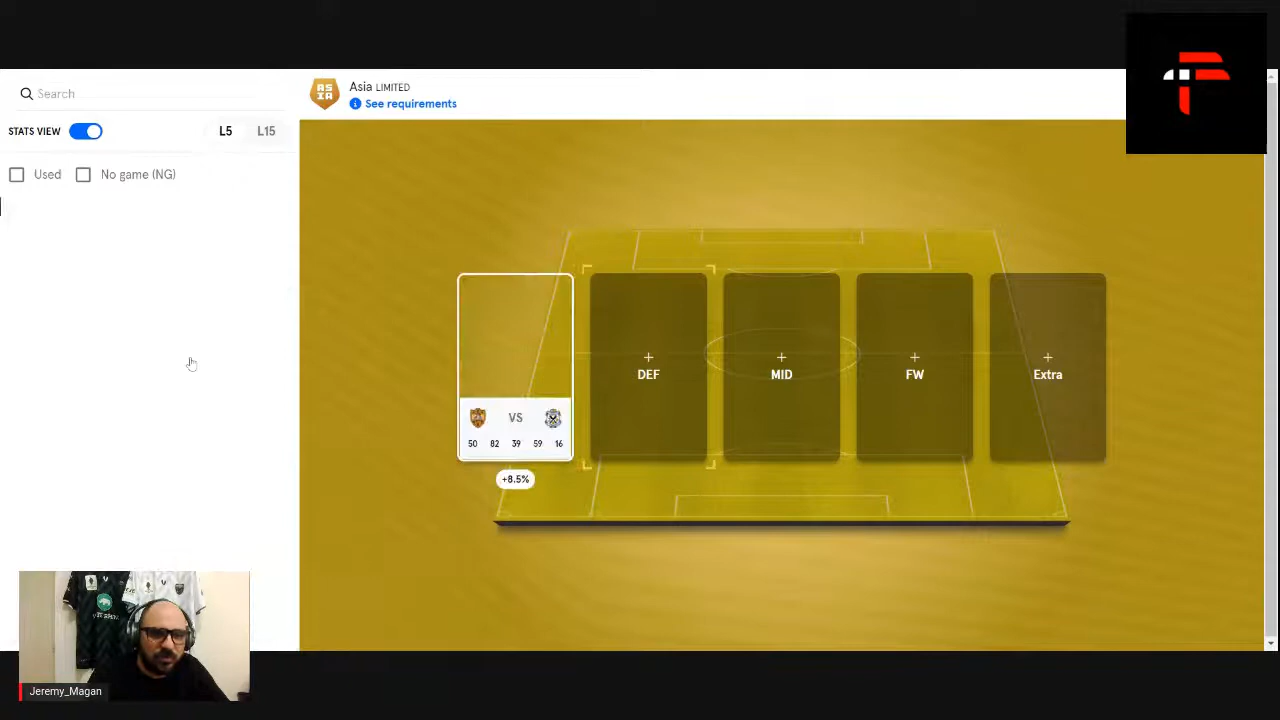 Asia LIMITED
See requirements
Search
STATS VIEW
L5 L15
Used
No game (NG)
+ + + +
DEF MID FW Extra
VS
50 82 39 59 16
+8.5%
Jeremy_Magan